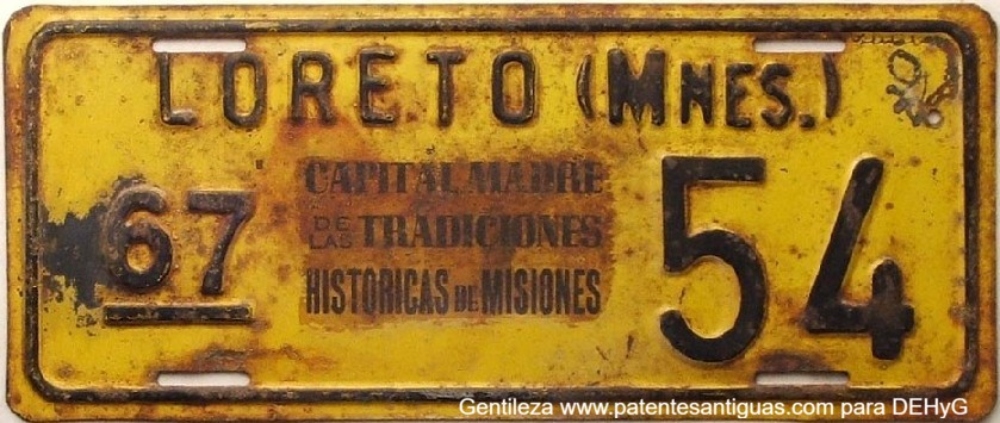 LORETO (MNES.)
67
CAPITAL MADRE
DE LAS TRADICIONES
HISTORICAS DE MISIONES
54
Gentileza www.patentesantiguas.com para DEHyG